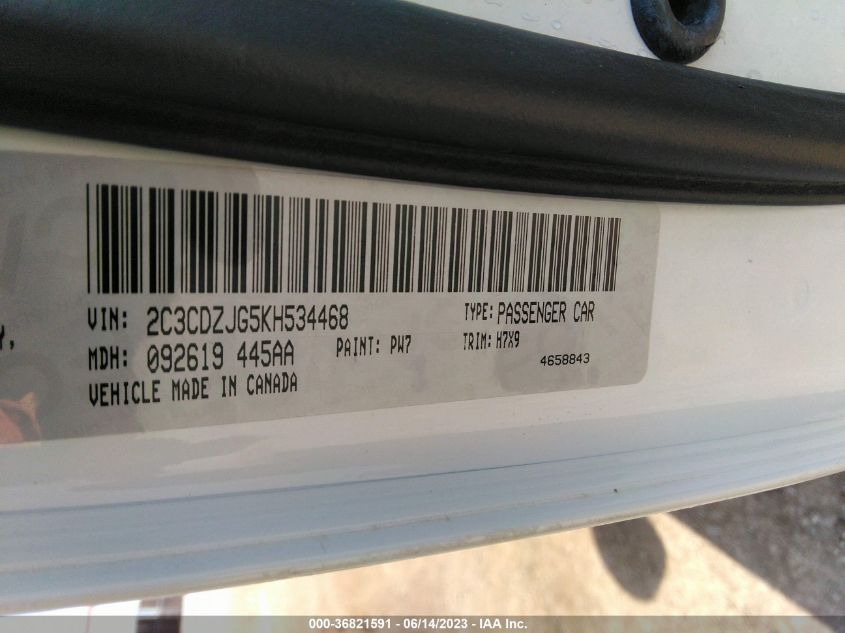 VIN: 2C3CDZJG5KH534468 TYPE: PASSENGER CAR
Y, MDH: 092619 445AA PAINT: PW7 TRIM: H7X9
4658843
VEHICLE MADE IN CANADA
000-36821591 - 06/14/2023 - IAA Inc.